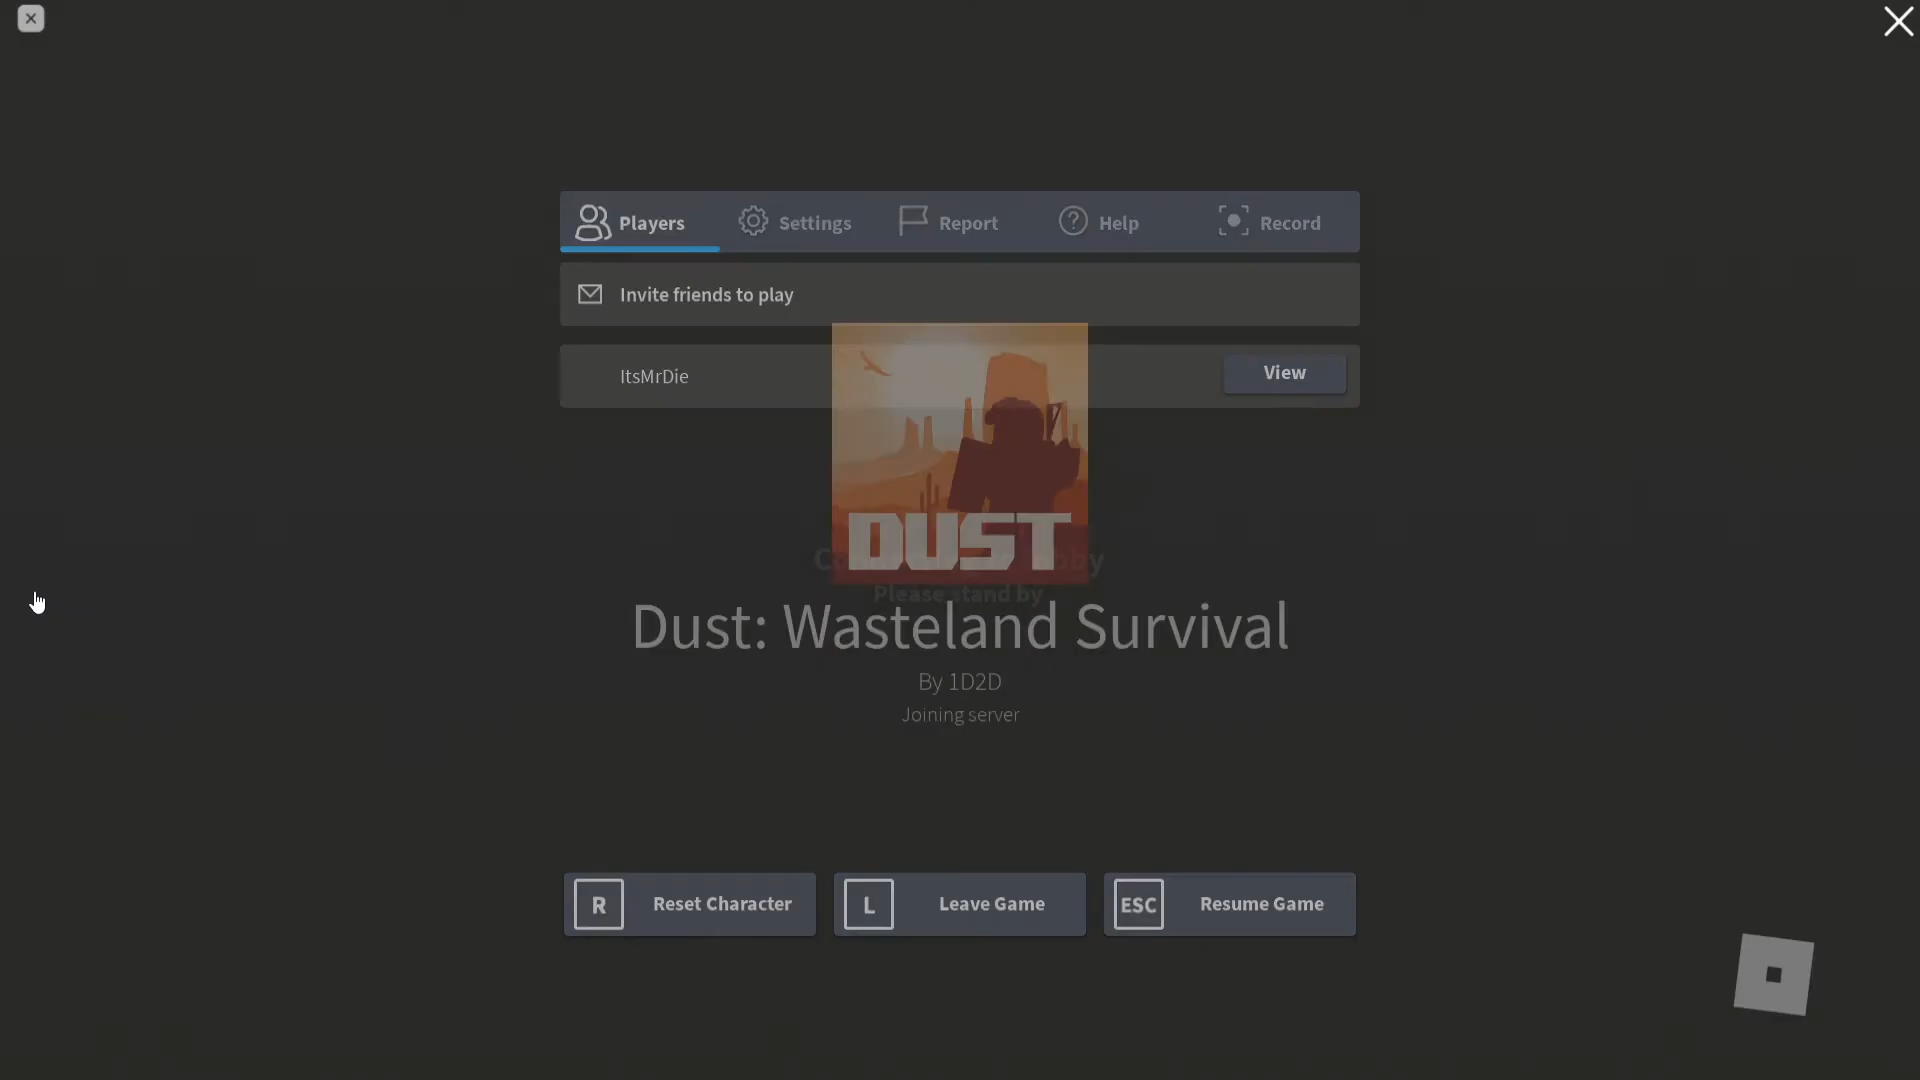 Players Settings Report Help Record
Invite friends to play
ItsMrDie View
DUST
Please stand by
Dust: Wasteland Survival
By 1D2D
Joining server
R Reset Character L Leave Game ESC Resume Game